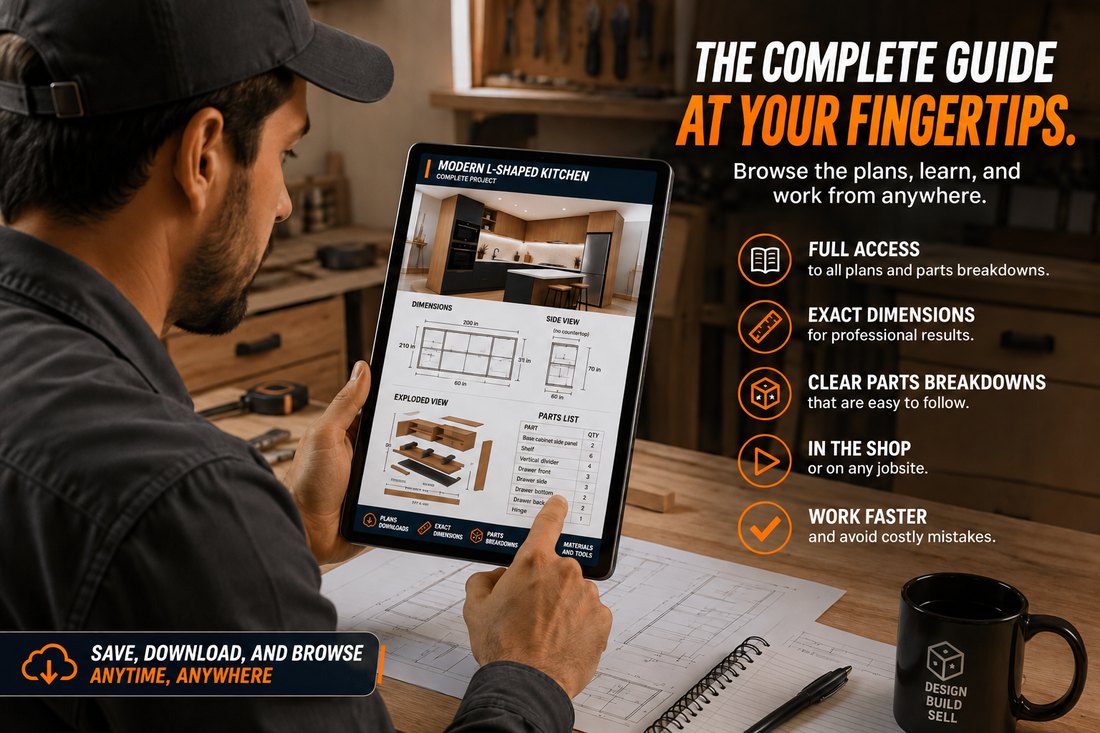 THE COMPLETE GUIDE
AT YOUR FINGERTIPS.
Browse the plans, learn, and
work from anywhere.
FULL ACCESS
to all plans and parts breakdowns.
EXACT DIMENSIONS
for professional results.
CLEAR PARTS BREAKDOWNS
that are easy to follow.
IN THE SHOP
or on any jobsite.
WORK FASTER
and avoid costly mistakes.
MODERN L-SHAPED KITCHEN
COMPLETE PROJECT
DIMENSIONS
200 in
210 in
60 in
SIDE VIEW
(no countertop)
70 in
60 in
EXPLODED VIEW
PARTS LIST
PART QTY
Base cabinet side panel 2
Shelf 6
Vertical divider 4
Drawer front 3
Drawer side 3
Drawer bottom 2
Drawer back 2
Hinge 1
PLANS
DOWNLOADS
EXACT
DIMENSIONS
PARTS
BREAKDOWNS
MATERIALS
AND TOOLS
SAVE, DOWNLOAD, AND BROWSE
ANYTIME, ANYWHERE
DESIGN
BUILD
SELL